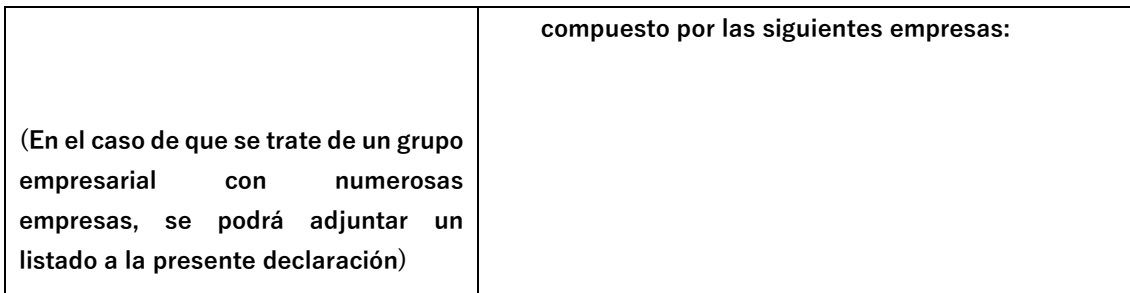 compuesto por las siguientes empresas:
(En el caso de que se trate de un grupo
empresarial con numerosas
empresas, se podrá adjuntar un
listado a la presente declaración)